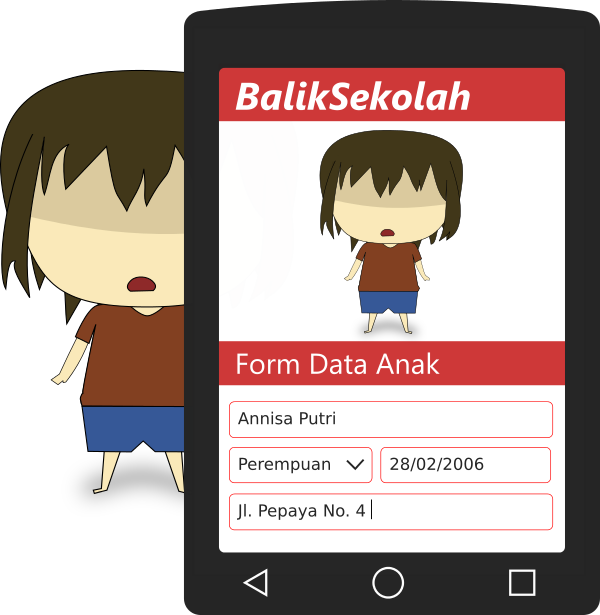 BalikSekolah
Form Data Anak
Annisa Putri
Perempuan 28/02/2006
Jl. Pepaya No. 4